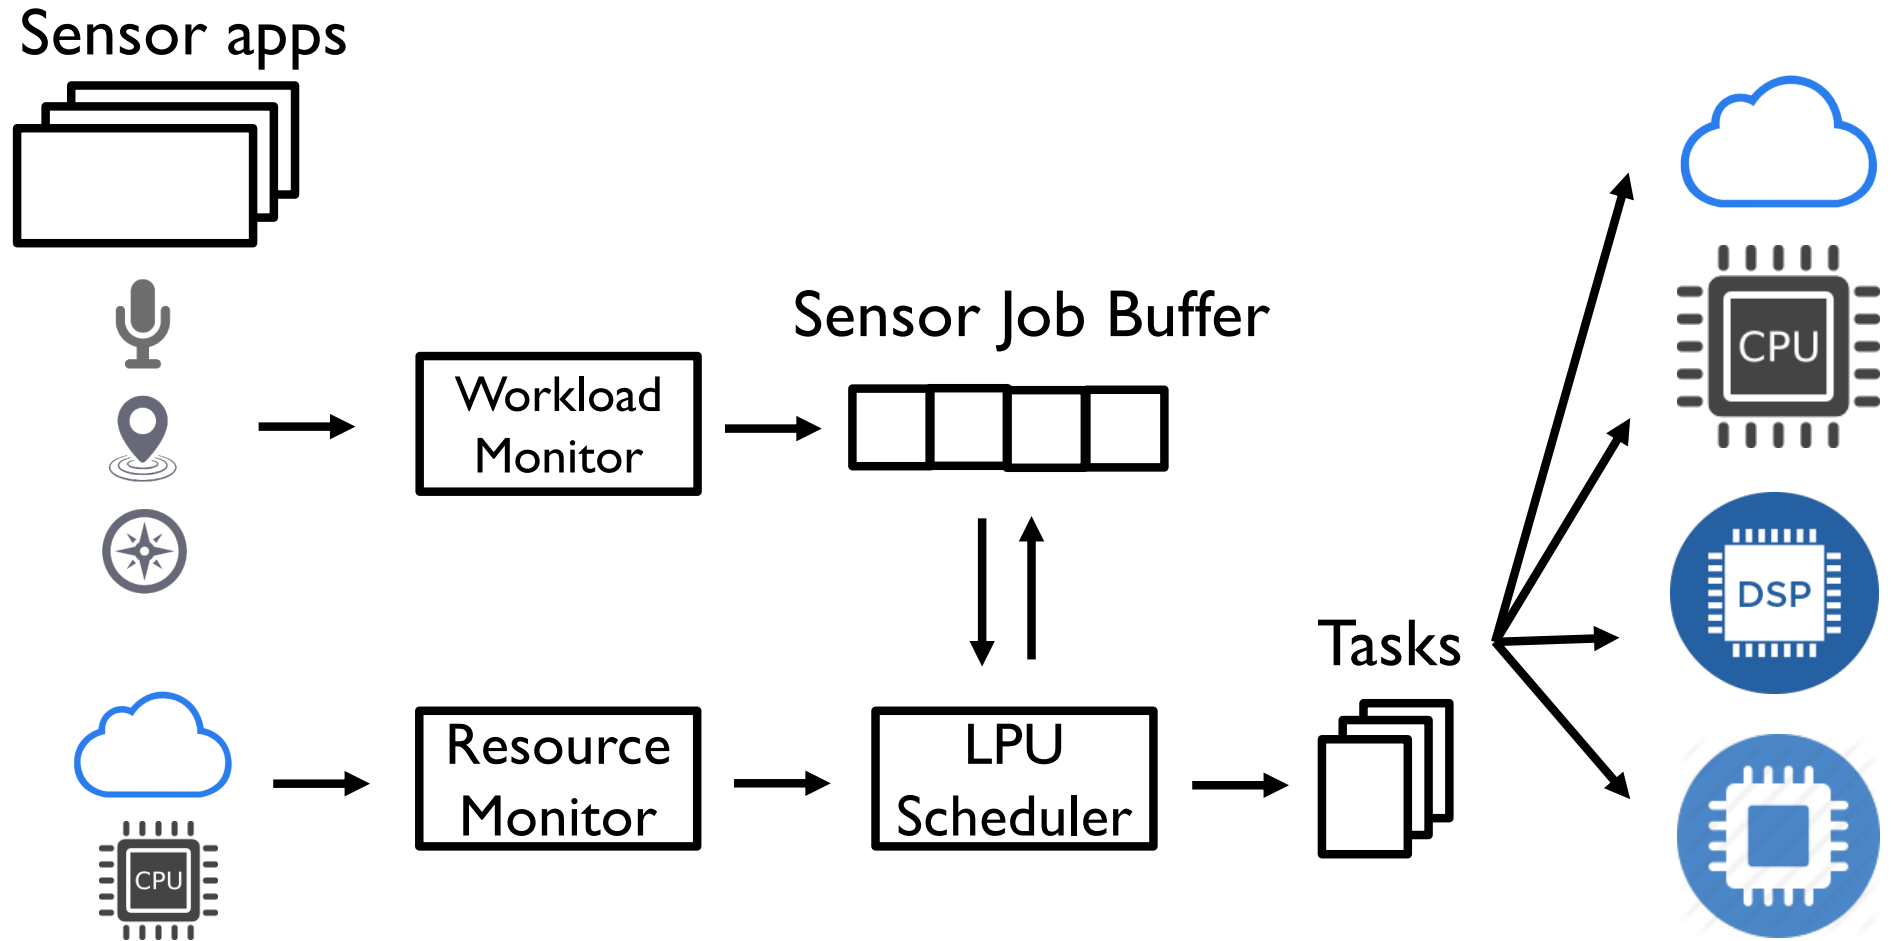 Sensor apps
Sensor Job Buffer
Workload
Monitor
CPU
DSP
Tasks
Resource
Monitor
LPU
Scheduler
CPU